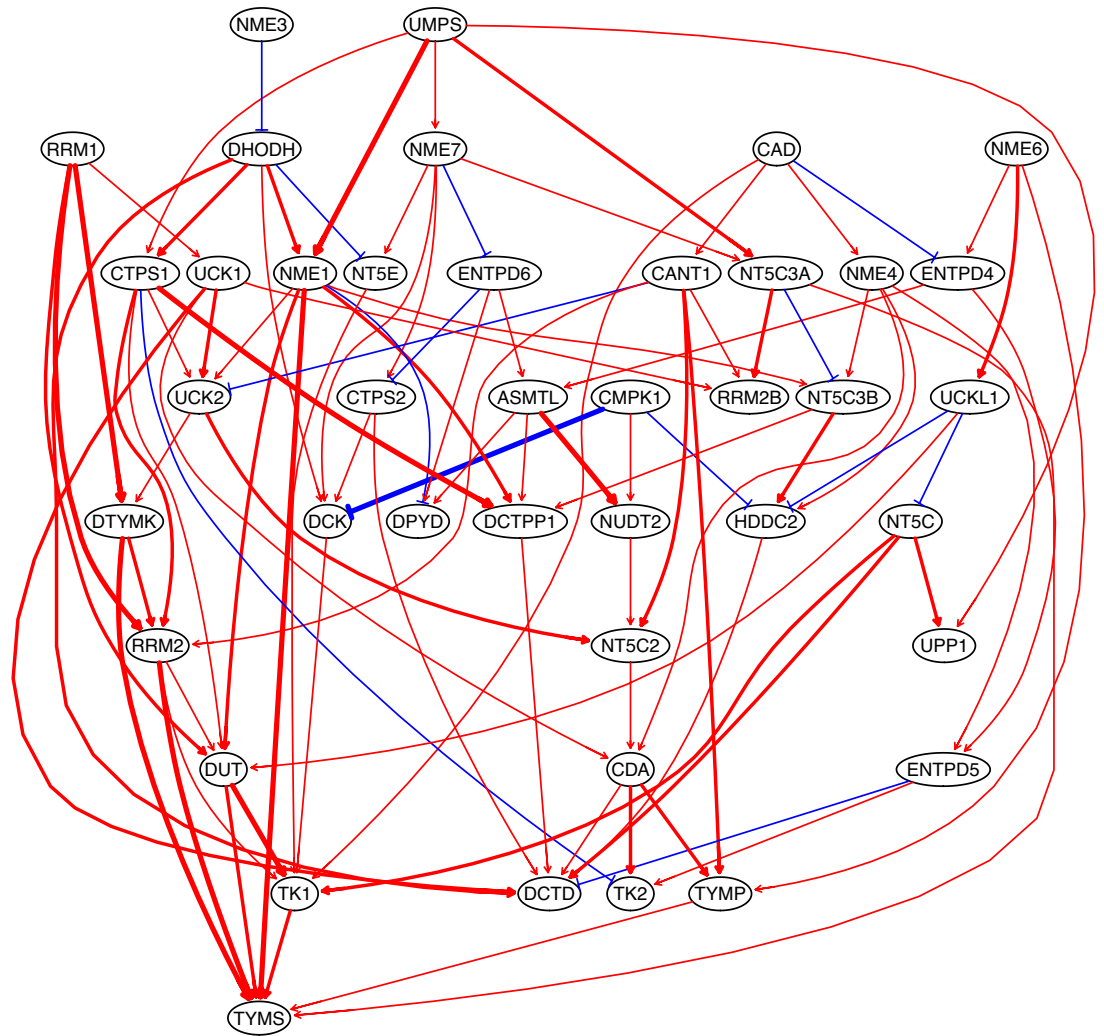 NME3 UMPS
RRM1 DHODH NME7 CAD NME6
CTPS1 UCK1 NME1 NT5E ENTPD6 CANT1 NT5C3A NME4 ENTPD4
UCK2 CTPS2 ASMTL CMPK1 RRM2B NT5C3B UCKL1
DTYMK DCK DPYD DCTPP1 NUDT2 HDDC2 NT5C
RRM2 NT5C2 UPP1
DUT CDA ENTPD5
TK1 DCTD TK2 TYMP
TYMS